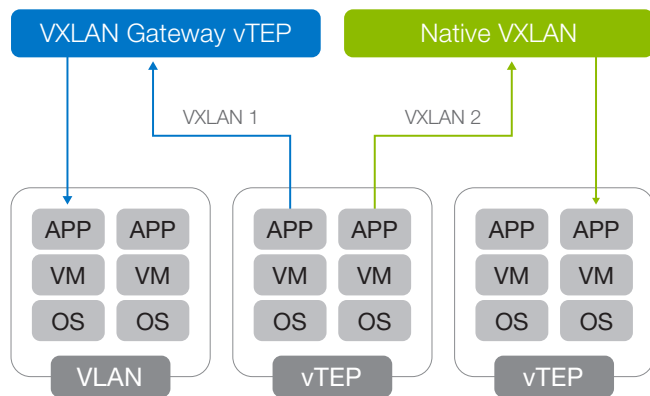 VXLAN Gateway vTEP
Native VXLAN
VXLAN 1
VXLAN 2
APP APP
VM VM
OS OS
VLAN
APP APP
VM VM
OS OS
vTEP
APP APP
VM VM
OS OS
vTEP